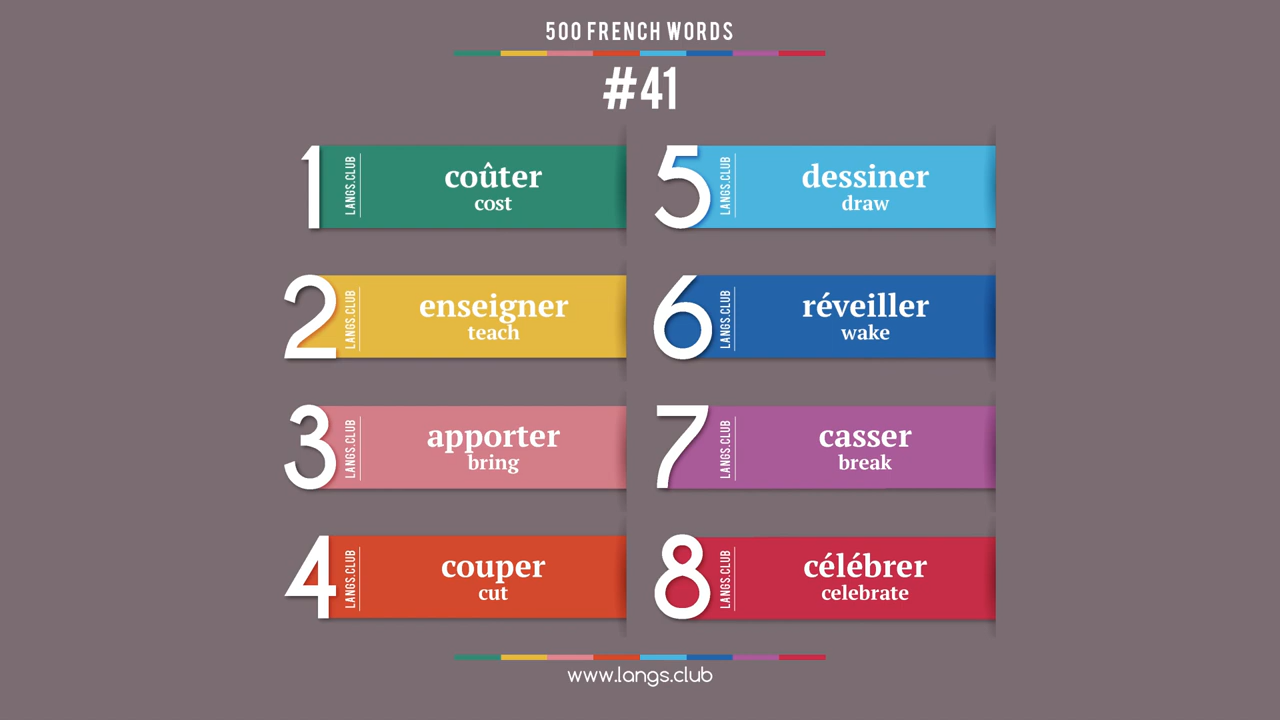 500 FRENCH WORDS
#41
1
LANGS.CLUB
coûter
cost
2
LANGS.CLUB
enseigner
teach
3
LANGS.CLUB
apporter
bring
4
LANGS.CLUB
couper
cut
5
LANGS.CLUB
dessiner
draw
6
LANGS.CLUB
réveiller
wake
7
LANGS.CLUB
casser
break
8
LANGS.CLUB
célébrer
celebrate
www.langs.club